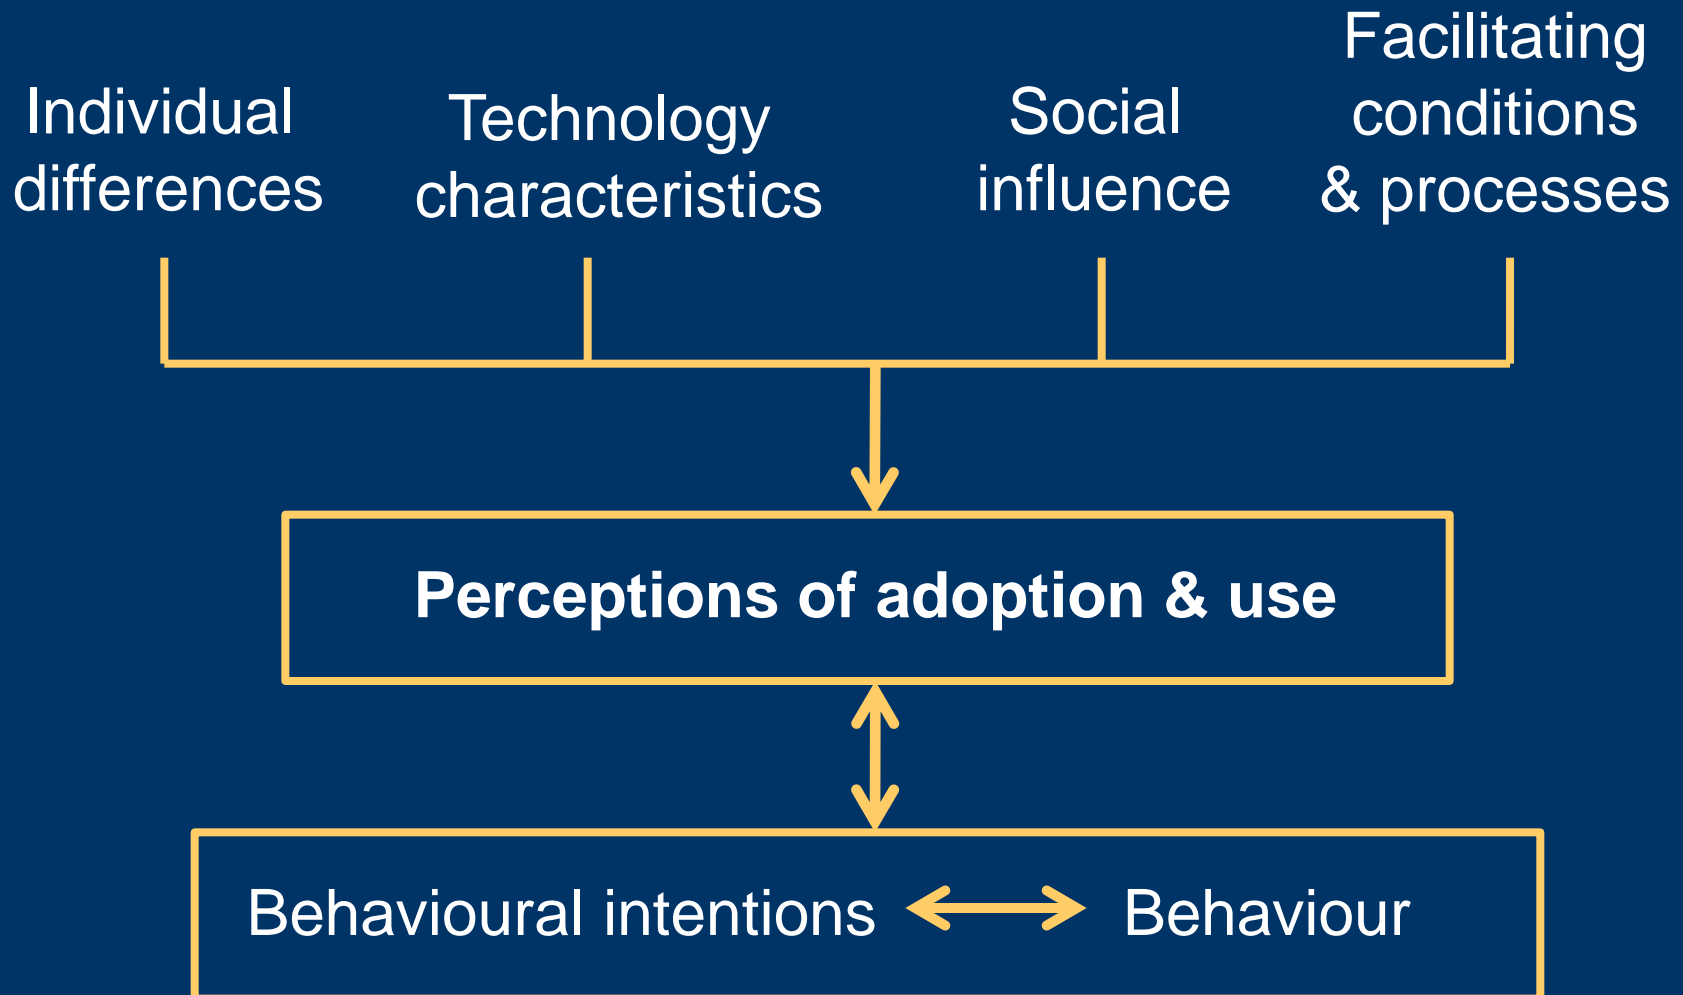 Individual
differences
Technology
characteristics
Social
influence
Facilitating
conditions
& processes
Perceptions of adoption & use
Behavioural intentions
Behaviour